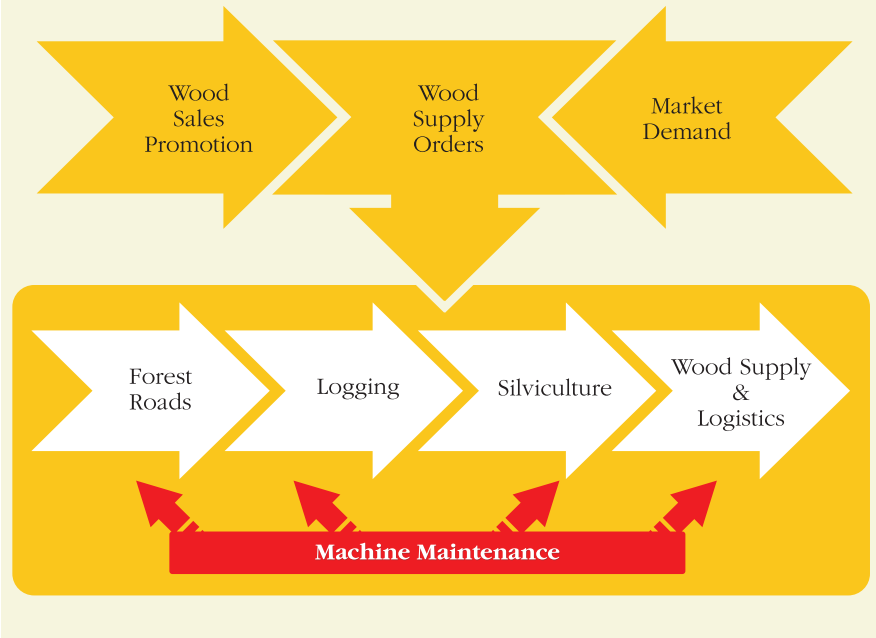 Wood
Sales
Promotion
Wood
Supply
Orders
Market
Demand
Forest
Roads
Logging
Silviculture
Wood Supply
&
Logistics
Machine Maintenance